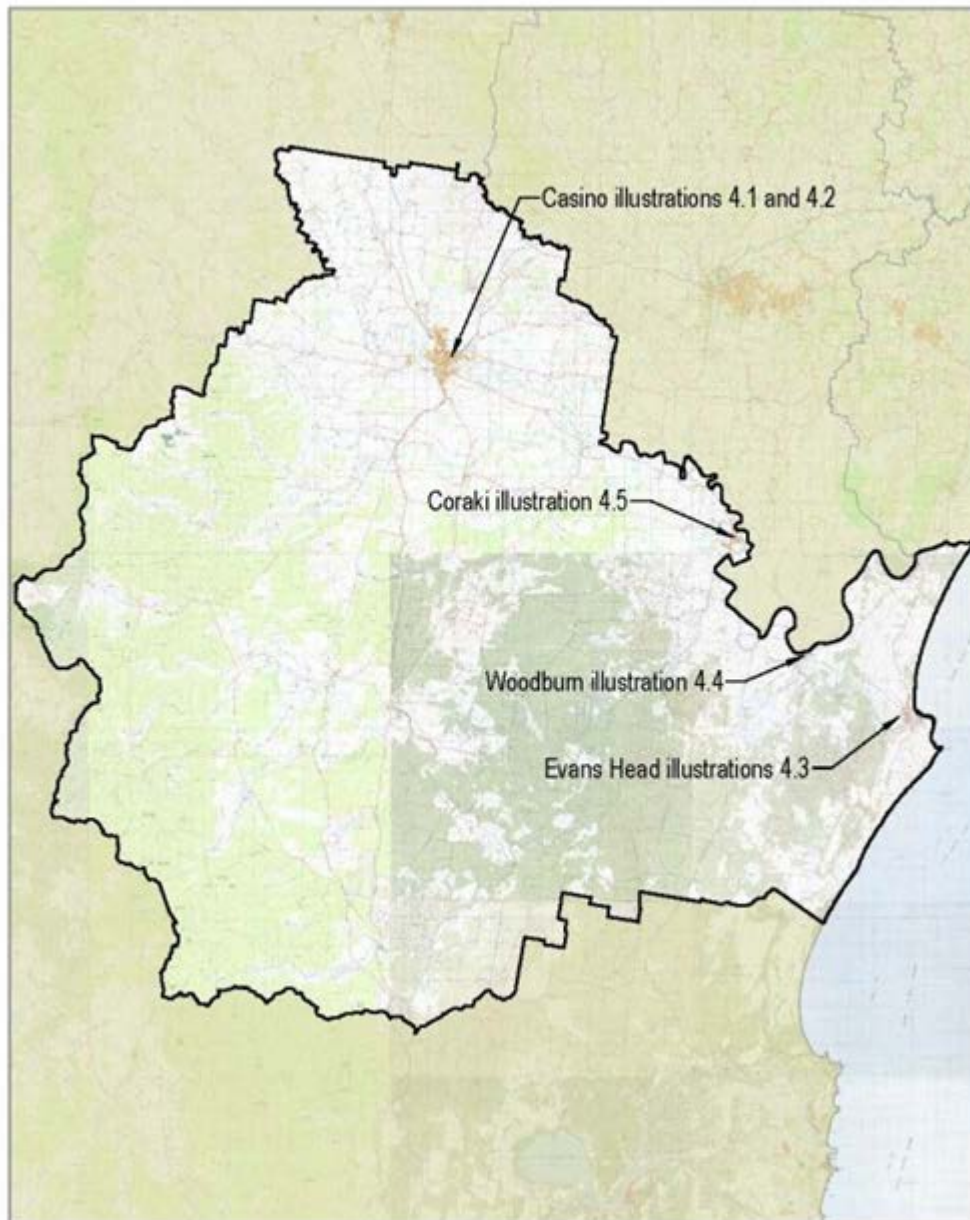 Casino illustrations 4.1 and 4.2
Coraki illustration 4.5
Woodburn illustration 4.4
Evans Head illustrations 4.3